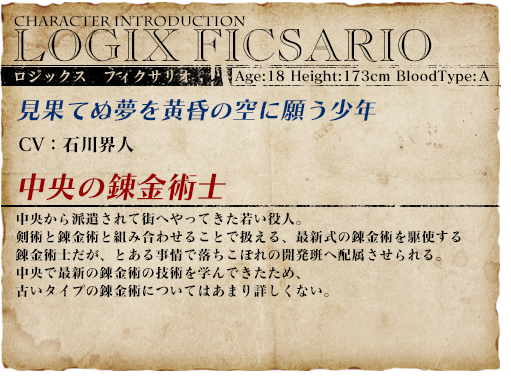 CHARACTER INTRODUCTION
LOGIX FICSARIO
ロジックス フィクサリオ Age:18 Height:173cm BloodType:A
見果てぬ夢を黄昏の空に願う少年
CV：石川界人
中央の錬金術士
中央から派遣されて街へやってきた若い役人。
剣術と錬金術と組み合わせることで扱える、最新式の錬金術を駆使する
錬金術士だが、とある事情で落ちこぼれの開発班へ配属させられる。
中央で最新の錬金術の技術を学んできたため、
古いタイプの錬金術についてはあまり詳しくない。